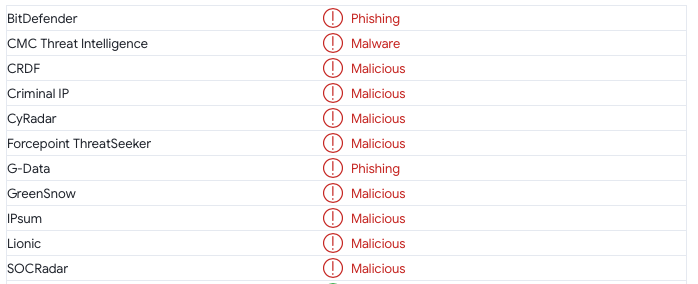 BitDefender Phishing
CMC Threat Intelligence Malware
CRDF Malicious
Criminal IP Malicious
CyRadar Malicious
Forcepoint ThreatSeeker Malicious
G-Data Phishing
GreenSnow Malicious
IPsum Malicious
Lionic Malicious
SOCRadar Malicious